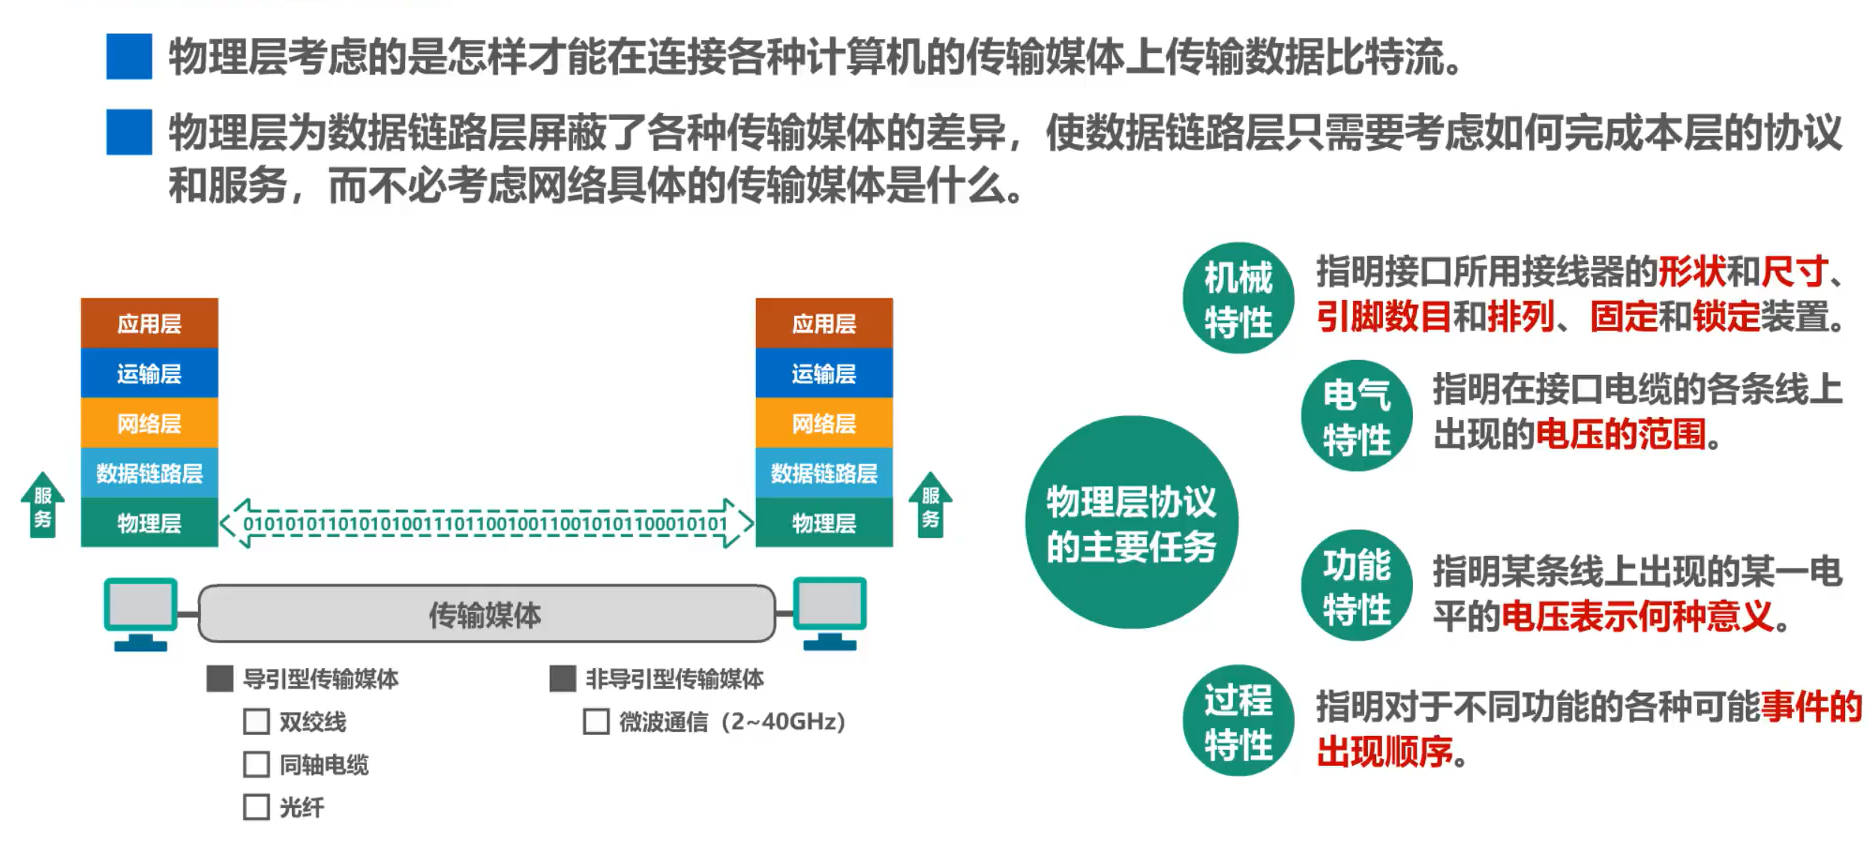 物理层考虑的是怎样才能在连接各种计算机的传输媒体上传输数据比特流。
物理层为数据链路层屏蔽了各种传输媒体的差异，使数据链路层只需要考虑如何完成本层的协议
和服务，而不必考虑网络具体的传输媒体是什么。
应用层
运输层
网络层
数据链路层
物理层
服
务
0101010110101010011101100100110010101100010101
应用层
运输层
网络层
数据链路层
物理层
服
务
传输媒体
导引型传输媒体
双绞线
同轴电缆
光纤
非导引型传输媒体
微波通信（2~40GHz）
物理层协议
的主要任务
机械
特性
指明接口所用接线器的形状和尺寸、
引脚数目和排列、固定和锁定装置。
电气
特性
指明在接口电缆的各条线上
出现的电压的范围。
功能
特性
指明某条线上出现的某一电
平的电压表示何种意义。
过程
特性
指明对于不同功能的各种可能事件的
出现顺序。